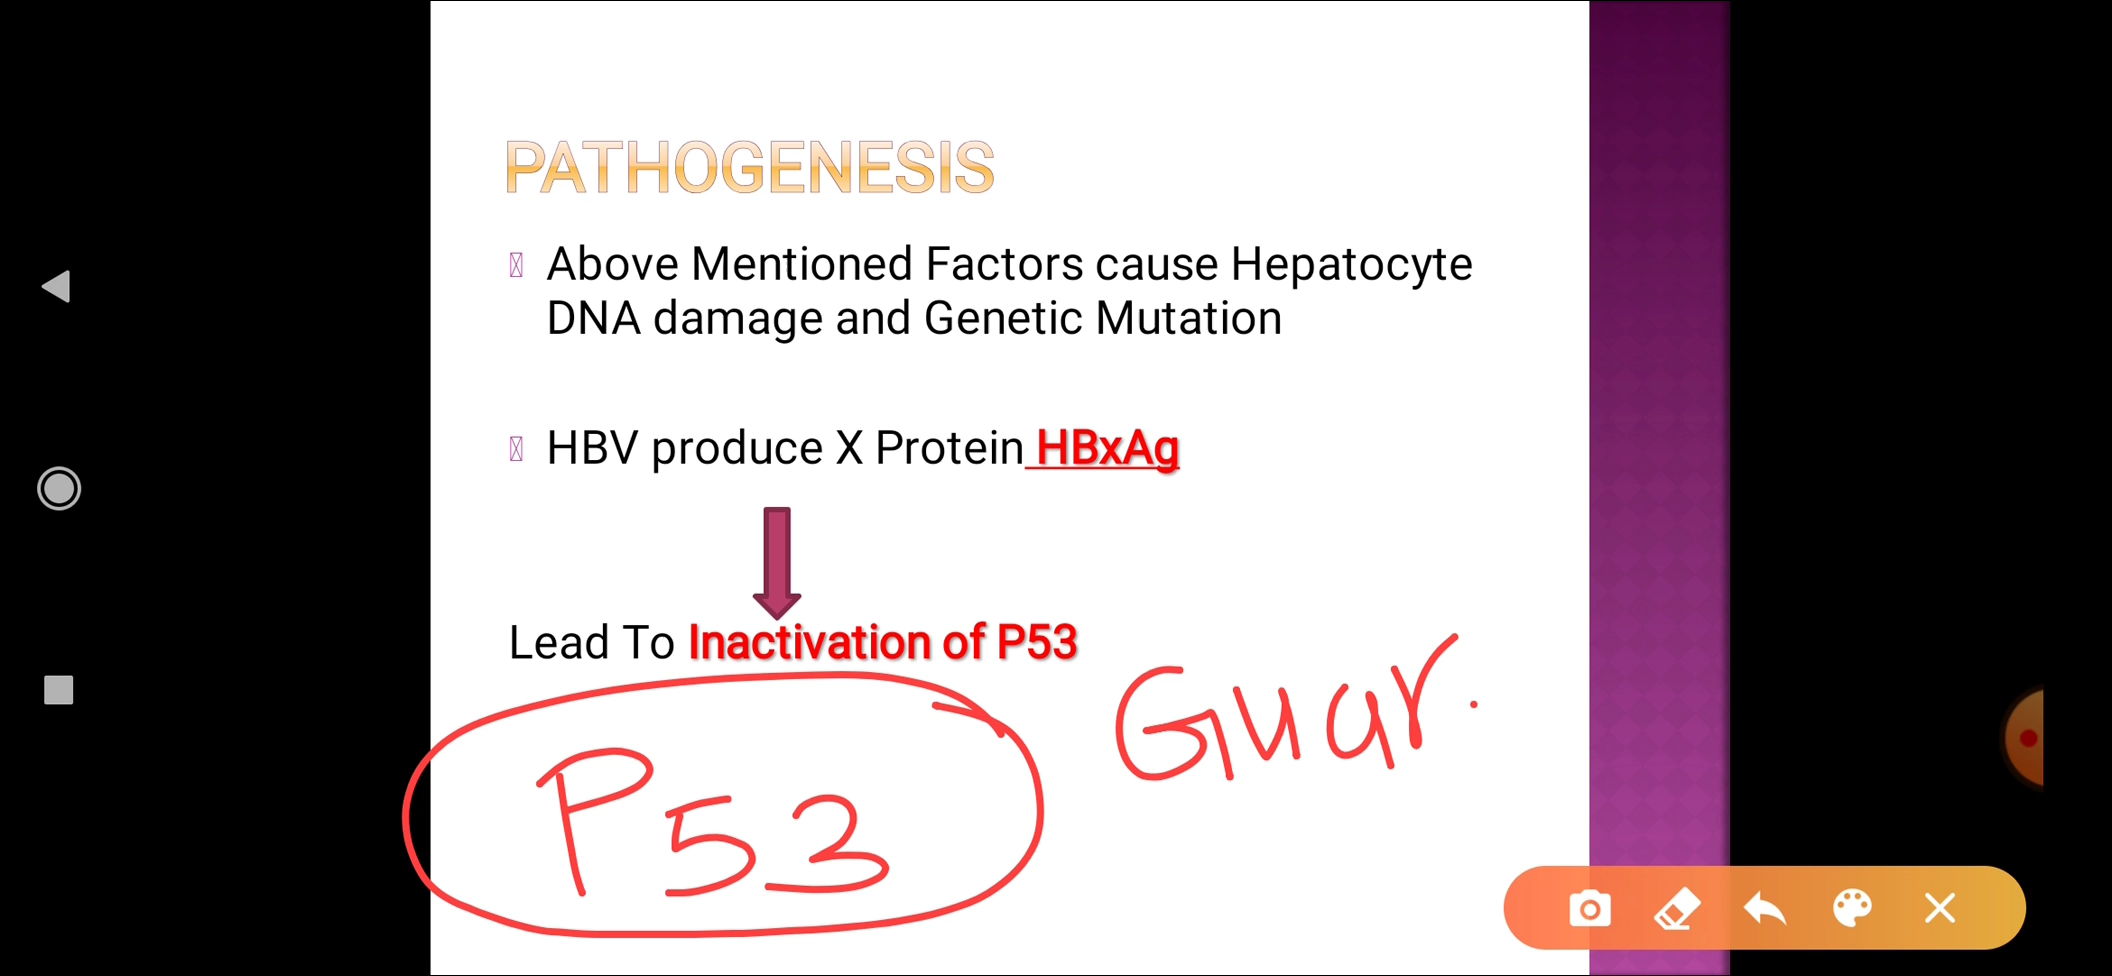 PATHOGENESIS
Above Mentioned Factors cause Hepatocyte
DNA damage and Genetic Mutation
HBV produce X Protein HBxAg
Lead To Inactivation of P53
Guar.
P53